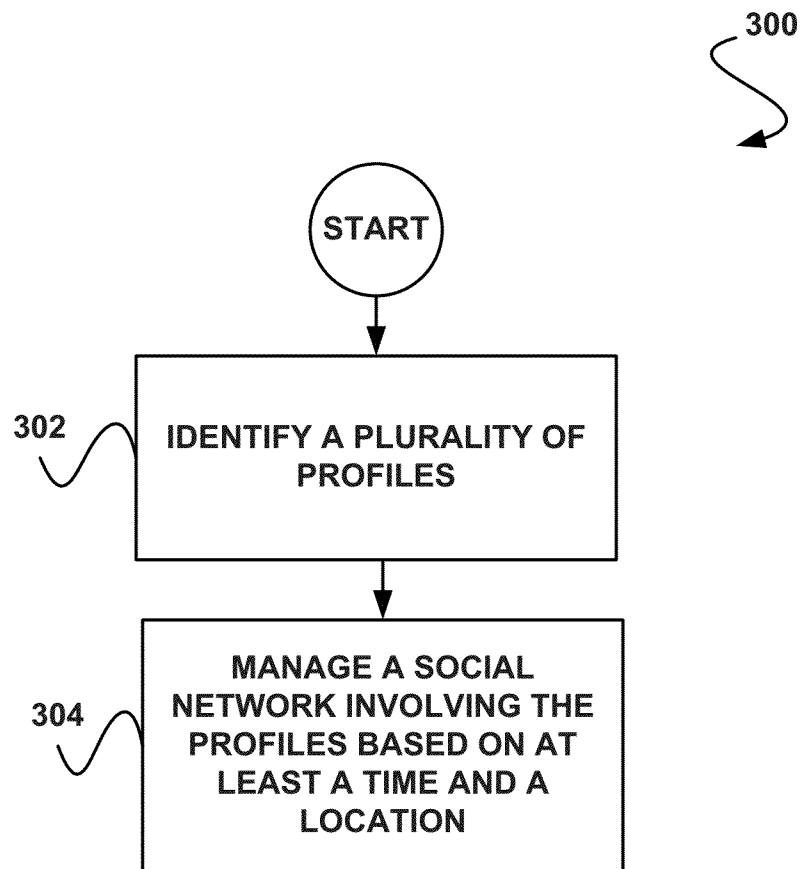 300
START
302
IDENTIFY A PLURALITY OF
PROFILES
304
MANAGE A SOCIAL
NETWORK INVOLVING THE
PROFILES BASED ON AT
LEAST A TIME AND A
LOCATION